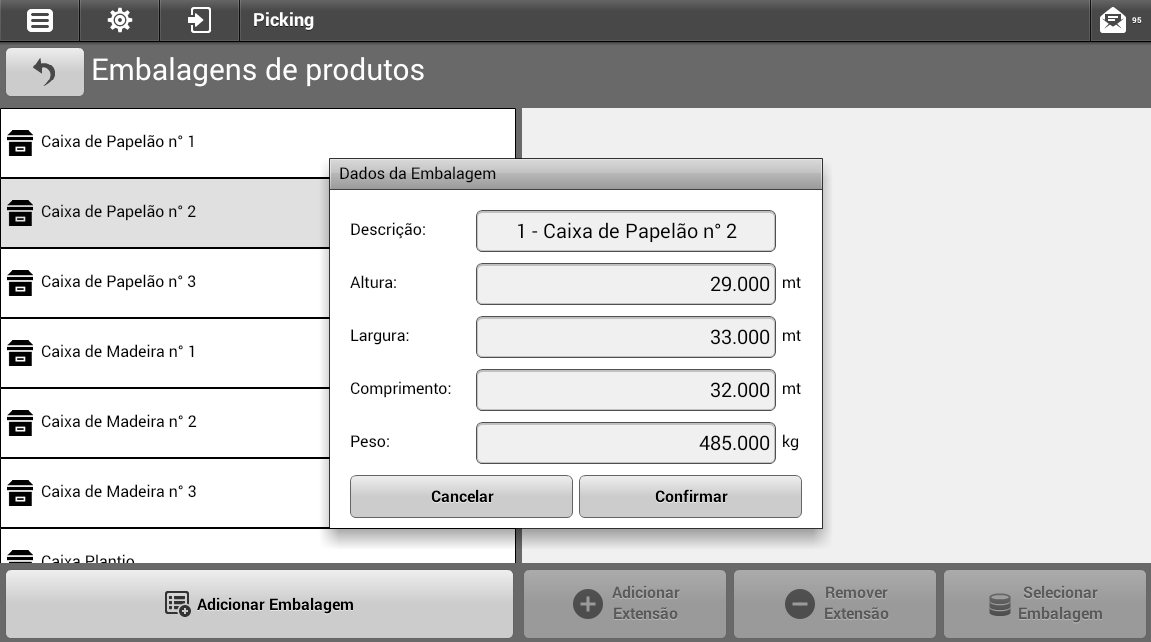 Picking
95
Embalagens de produtos
Caixa de Papelão n° 1
Caixa de Papelão n° 2
Caixa de Papelão n° 3
Caixa de Madeira n° 1
Caixa de Madeira n° 2
Caixa de Madeira n° 3
Caixa Plantio
Dados da Embalagem
Descrição: 1 - Caixa de Papelão n° 2
Altura: 29.000 mt
Largura: 33.000 mt
Comprimento: 32.000 mt
Peso: 485.000 kg
Cancelar Confirmar
Adicionar Embalagem
Adicionar
Extensão
Remover
Extensão
Selecionar
Embalagem